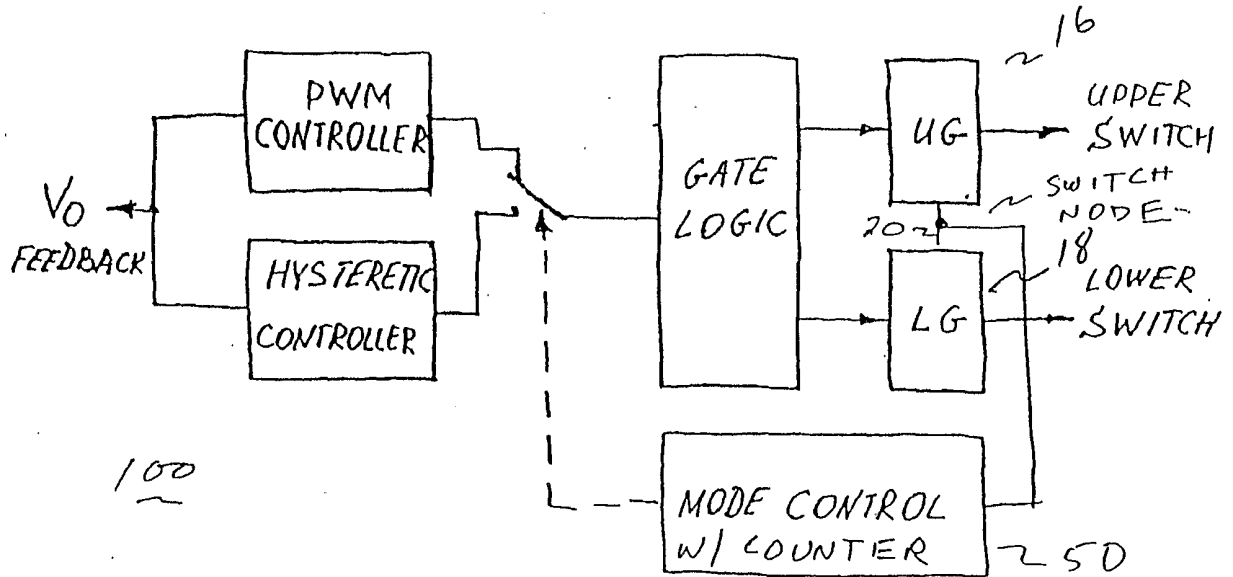 PWM
CONTROLLER
VO
FEEDBACK
HYSTERETIC
CONTROLLER
GATE
LOGIC
16
UG
UPPER
SWITCH
SWITCH
NODE
20
18
LG
LOWER
SWITCH
100
MODE CONTROL
W/ COUNTER
50